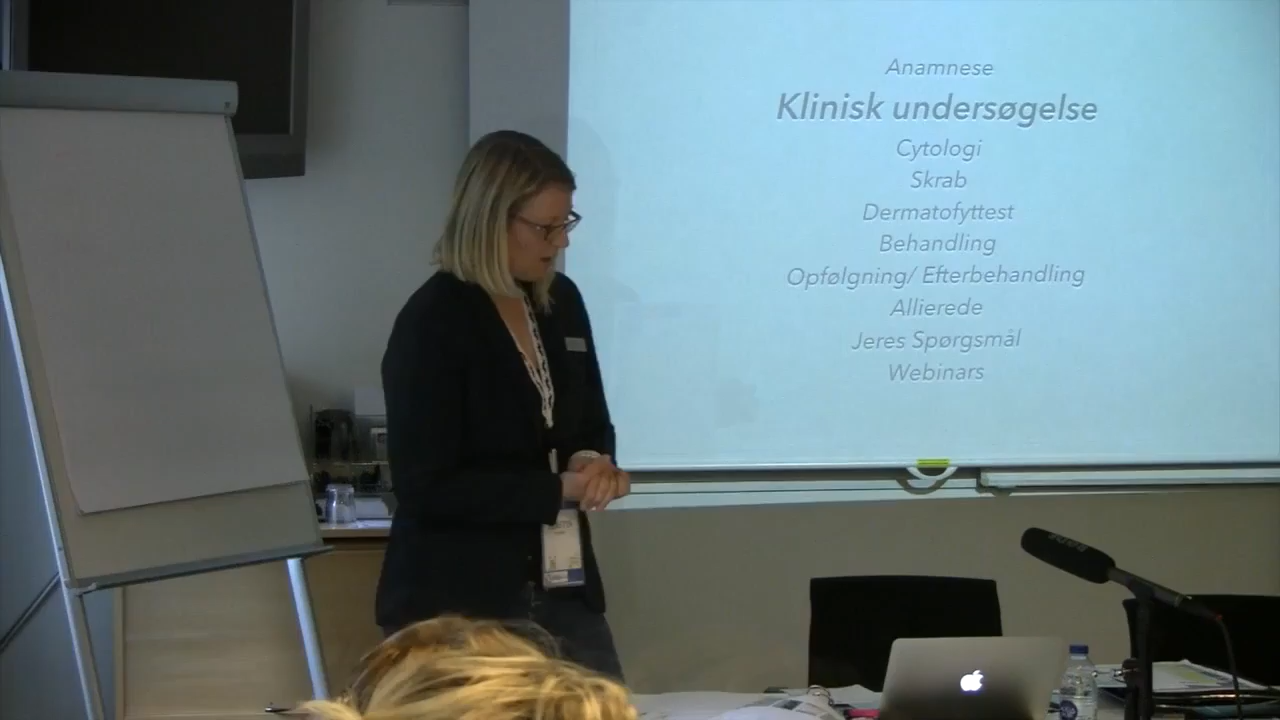 Anamnese
Klinisk undersøgelse
Cytologi
Skrab
Dermatofyttest
Behandling
Opfølgning/ Efterbehandling
Allierede
Jeres Spørgsmål
Webinars